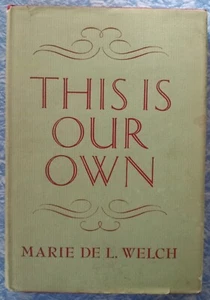 THIS IS
OUR
OWN
MARIE DE L. WELCH